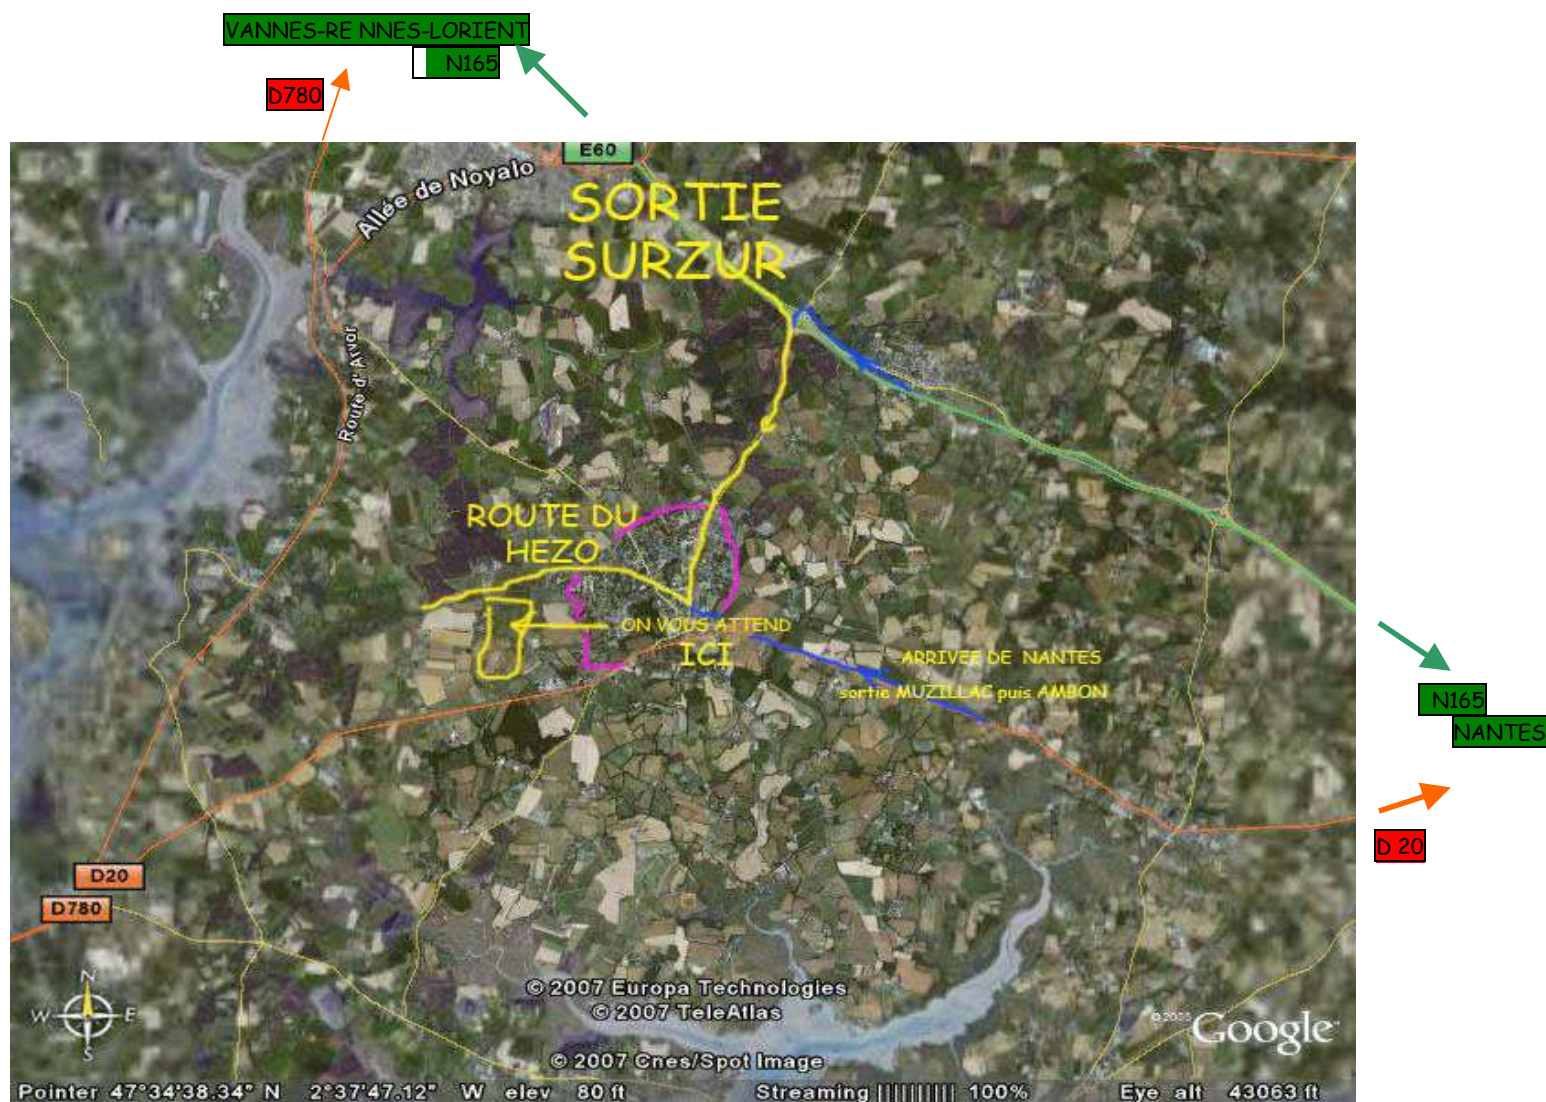 VANNES-RE NNES-LORIENT
N165
D780
E60
Allée de Noyalo
SORTIE
SURZUR
Route d'Arvor
ROUTE DU
HEZO
ON VOUS ATTEND
ICI
ARRIVEE DE NANTES
sortie MUZILLAC puis AMBON
N165
NANTES
D 20
D20
D780
N
W E
S
© 2007 Europa Technologies
© 2007 TeleAtlas
Google
© 2007 Cnes/Spot Image
Pointer 47°34'38.34" N 2°37'47.12" W elev 80 ft Streaming |||||||||| 100% Eye alt 43063 ft